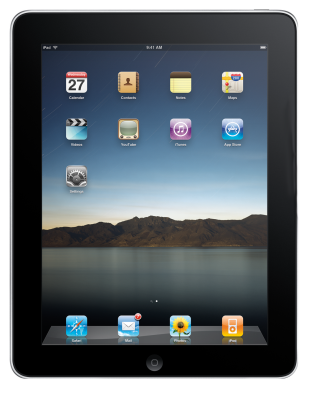 iPad 9:41 AM
Wednesday
27
Calendar Contacts Notes Maps
Videos YouTube iTunes App Store
Settings
Safari Mail Photos iPod